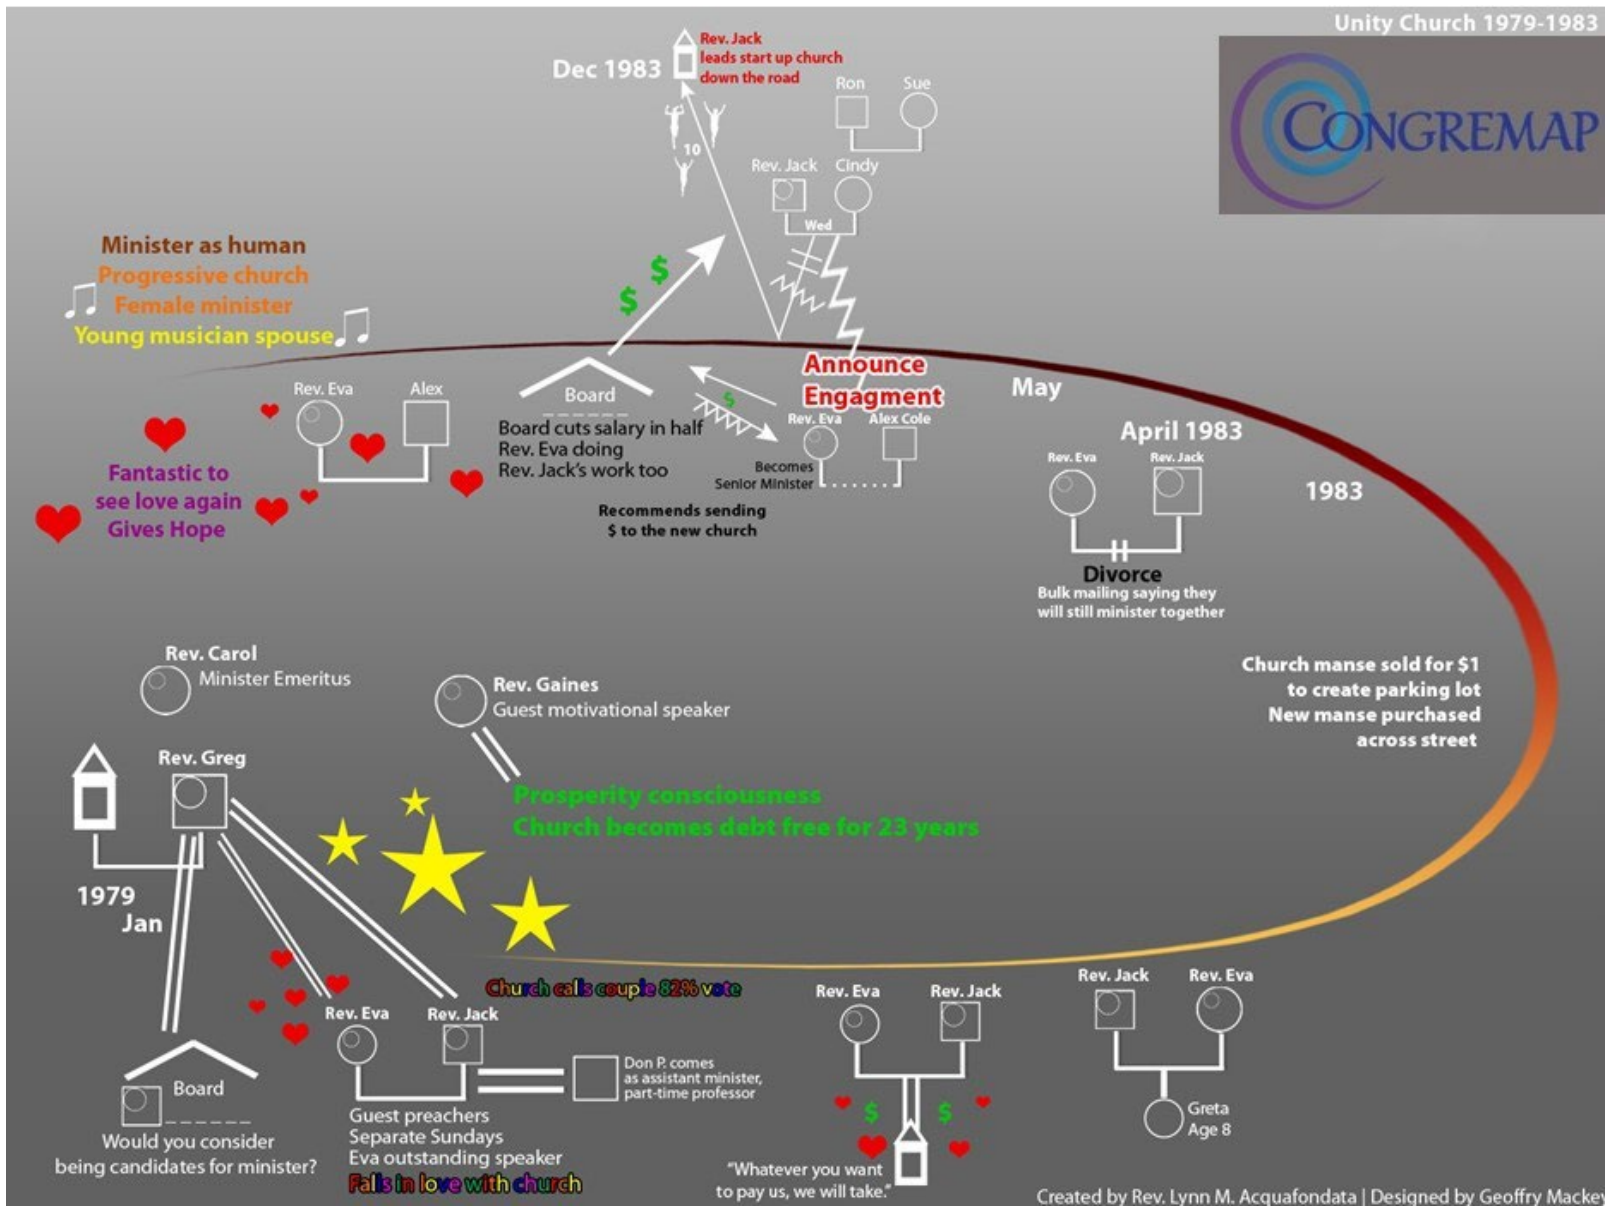 Unity Church 1979-1983
CONGREMAP
Dec 1983
Rev. Jack
leads start up church
down the road
10
Ron
Sue
Rev. Jack
Cindy
Wed
Minister as human
Progressive church
Female minister
Young musician spouse
$
$
Rev. Eva
Alex
Fantastic to
see love again
Gives Hope
Board
Board cuts salary in half
Rev. Eva doing
Rev. Jack's work too
Recommends sending
$ to the new church
$
Announce
Engagment
Rev. Eva
Alex Cole
Becomes
Senior Minister
May
April 1983
Rev. Eva
Rev. Jack
Divorce
Bulk mailing saying they
will still minister together
1983
Church manse sold for $1
to create parking lot
New manse purchased
across street
Rev. Carol
Minister Emeritus
Rev. Gaines
Guest motivational speaker
Prosperity consciousness
Church becomes debt free for 23 years
Rev. Greg
1979
Jan
Board
Would you consider
being candidates for minister?
Rev. Eva
Rev. Jack
Church calls couple 82% vote
Guest preachers
Separate Sundays
Eva outstanding speaker
Falls in love with church
Don P. comes
as assistant minister,
part-time professor
Rev. Eva
Rev. Jack
$
$
"Whatever you want
to pay us, we will take."
Rev. Jack
Rev. Eva
Greta
Age 8
Created by Rev. Lynn M. Acquafondata | Designed by Geoffry Mackey